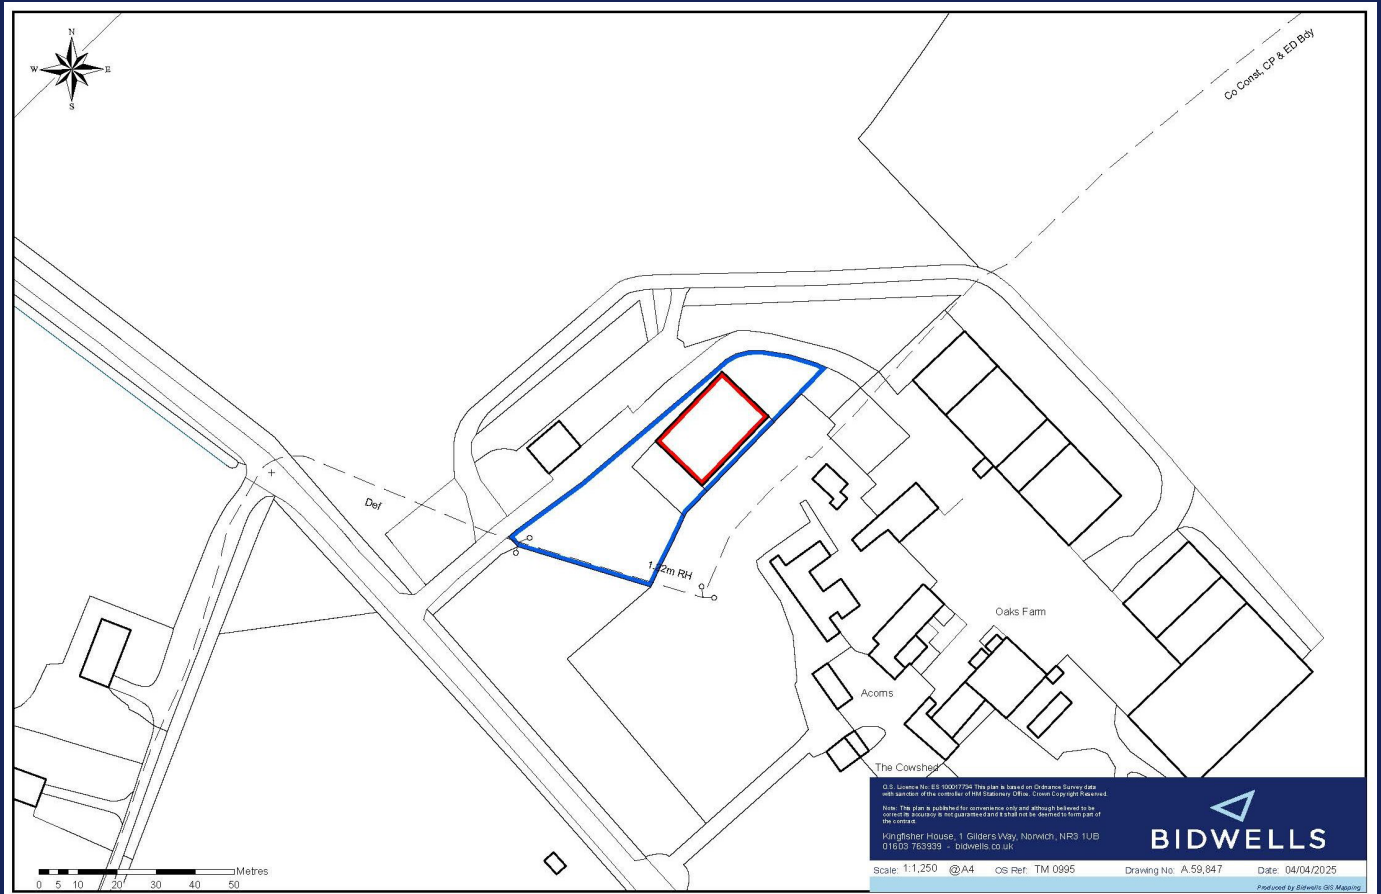 N
W E
S
Co Const, CP & ED Bdy
Def
RH
Oaks Farm
Acorns
The Cowshed
O.S. Licence No: ES 100017734 This plan is based on Ordnance Survey data
with sanction of the controller of HM Stationery Office. Crown Copyright Reserved.
Note: This plan is published for convenience only and although believed to be
correct its accuracy is not guaranteed and it shall not be deemed to form part of
the contract.
Kingfisher House, 1 Gilders Way, Norwich, NR3 1UB
01603 763939 - bidwells.co.uk
BIDWELLS
Scale: 1:1,250 @A4 OS Ref: TM 0995 Drawing No: A.59,847 Date: 04/04/2025
Produced by Bidwells GIS Mapping
Metres
0 5 10 20 30 40 50